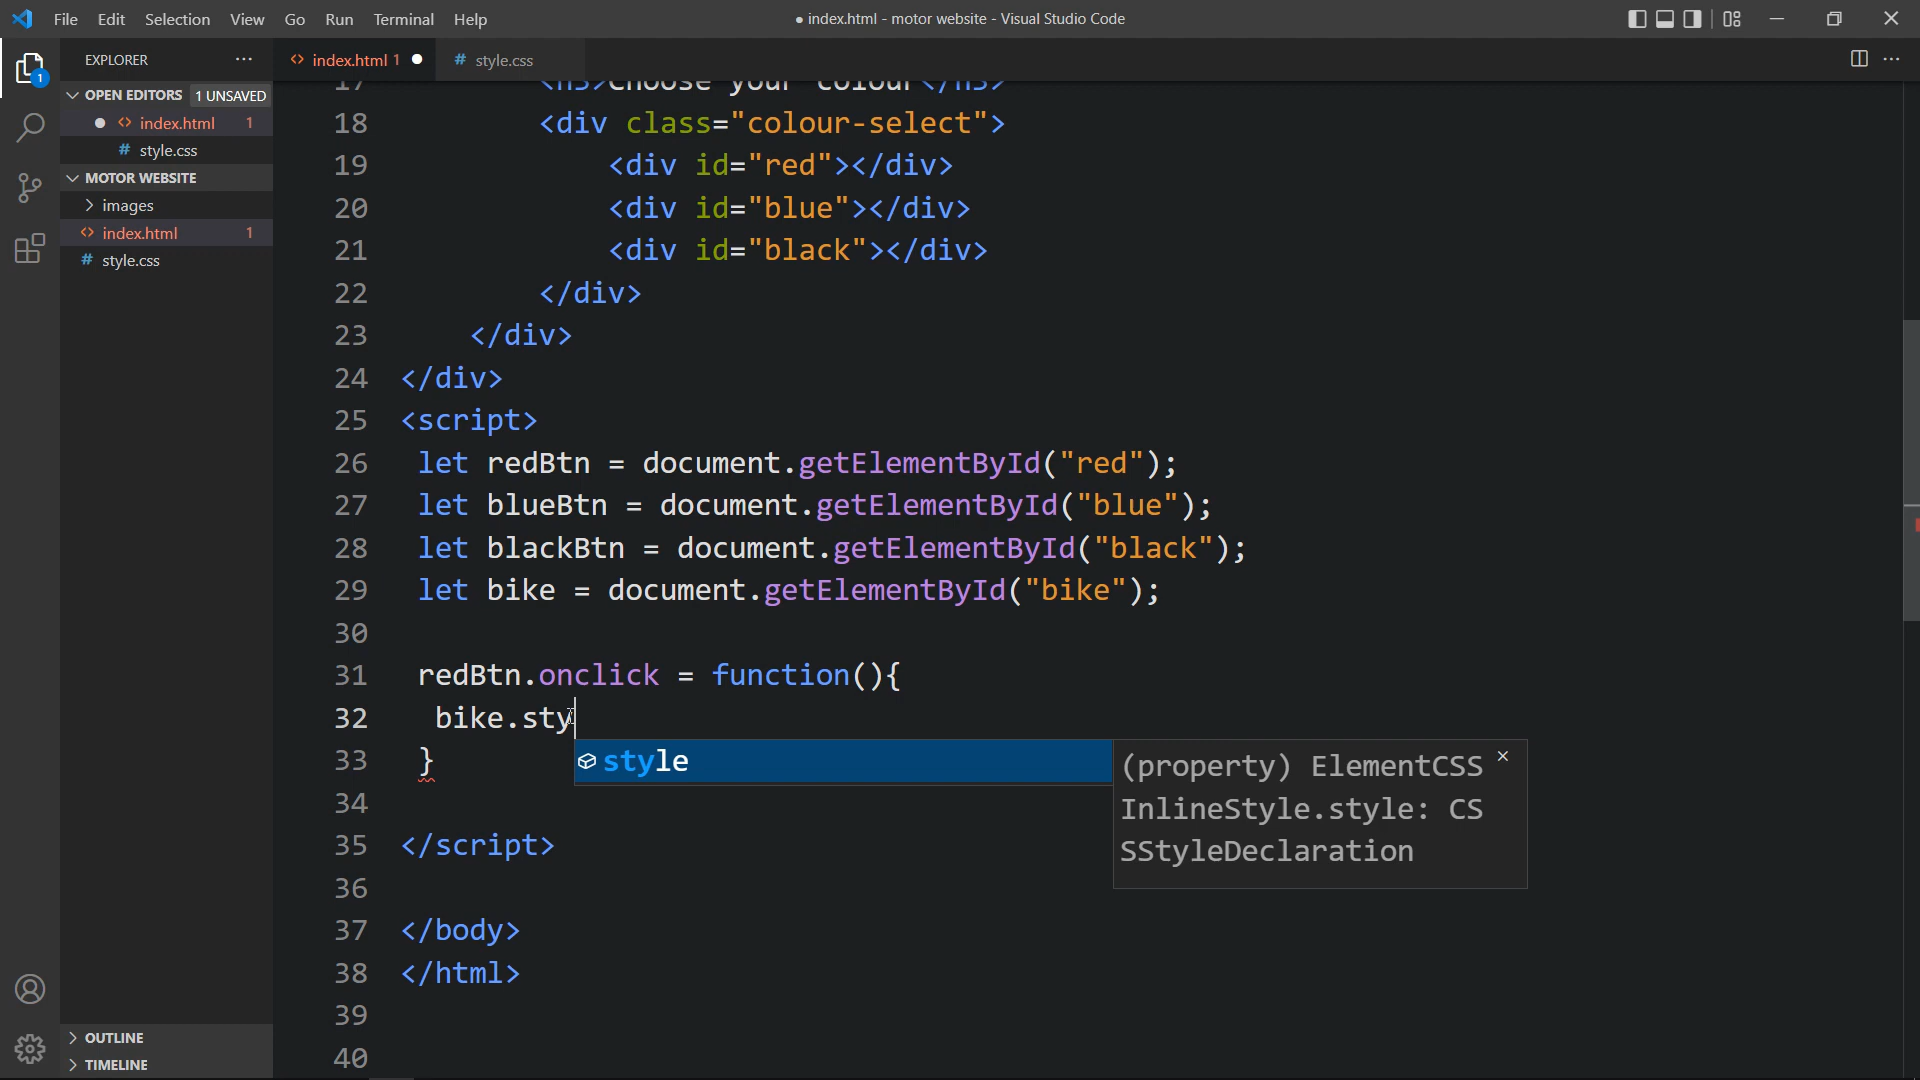 File Edit Selection View Go Run Terminal Help
● index.html - motor website - Visual Studio Code
EXPLORER ···
index.html 1 ●
# style.css
OPEN EDITORS 1 UNSAVED
● <> index.html 1
# style.css
MOTOR WEBSITE
images
<> index.html 1
# style.css
OUTLINE
TIMELINE
1
17 <h3>Choose your colour</h3>
18 <div class="colour-select">
19 <div id="red"></div>
20 <div id="blue"></div>
21 <div id="black"></div>
22 </div>
23 </div>
24 </div>
25 <script>
26 let redBtn = document.getElementById("red");
27 let blueBtn = document.getElementById("blue");
28 let blackBtn = document.getElementById("black");
29 let bike = document.getElementById("bike");
30
31 redBtn.onclick = function(){
32 bike.sty
style
(property) ElementCSS
InlineStyle.style: CS
SStyleDeclaration
33 }
34
35 </script>
36
37 </body>
38 </html>
39
40